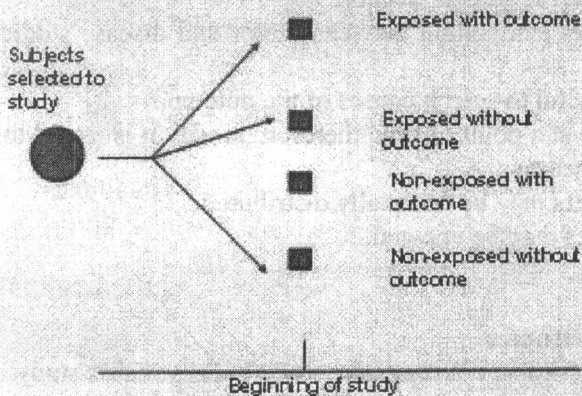 Exposed with outcome
Subjects
selected to
study
Exposed without
outcome
Non-exposed with
outcome
Non-exposed without
outcome
Beginning of study